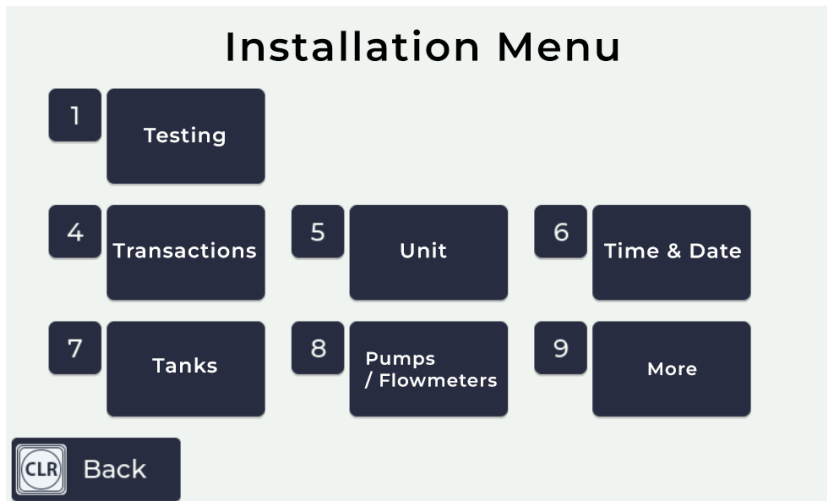 Installation Menu
1
Testing
4
Transactions
5
Unit
6
Time & Date
7
Tanks
8
Pumps
/ Flowmeters
9
More
CLR
Back